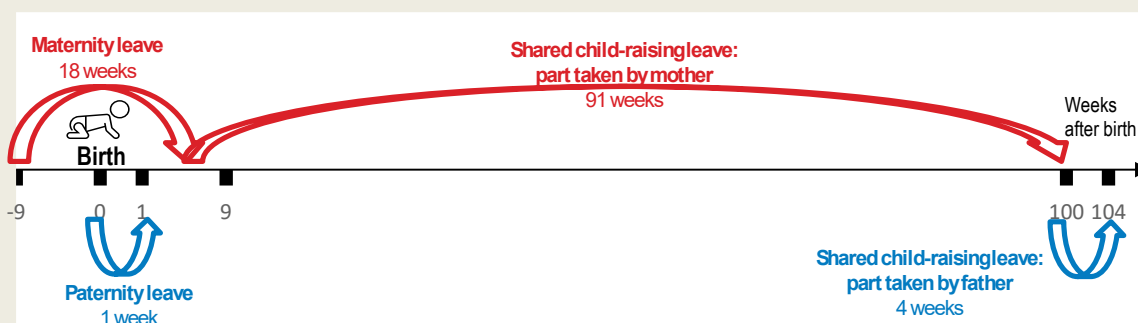 Maternity leave
18 weeks
Shared child-raising leave:
part taken by mother
91 weeks
Weeks
after birth
Birth
-9
0
1
9
100
104
Paternity leave
1 week
Shared child-raising leave:
part taken by father
4 weeks